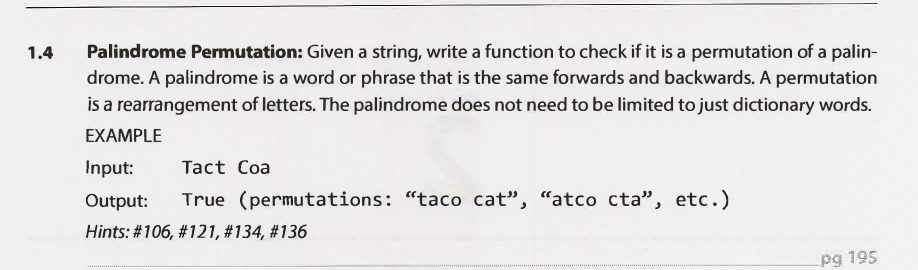 1.4 Palindrome Permutation: Given a string, write a function to check if it is a permutation of a palin-
drome. A palindrome is a word or phrase that is the same forwards and backwards. A permutation
is a rearrangement of letters. The palindrome does not need to be limited to just dictionary words.
EXAMPLE
Input: Tact Coa
Output: True (permutations: “taco cat”, “atco cta”, etc.)
Hints: #106, #121, #134, #136
pg 195